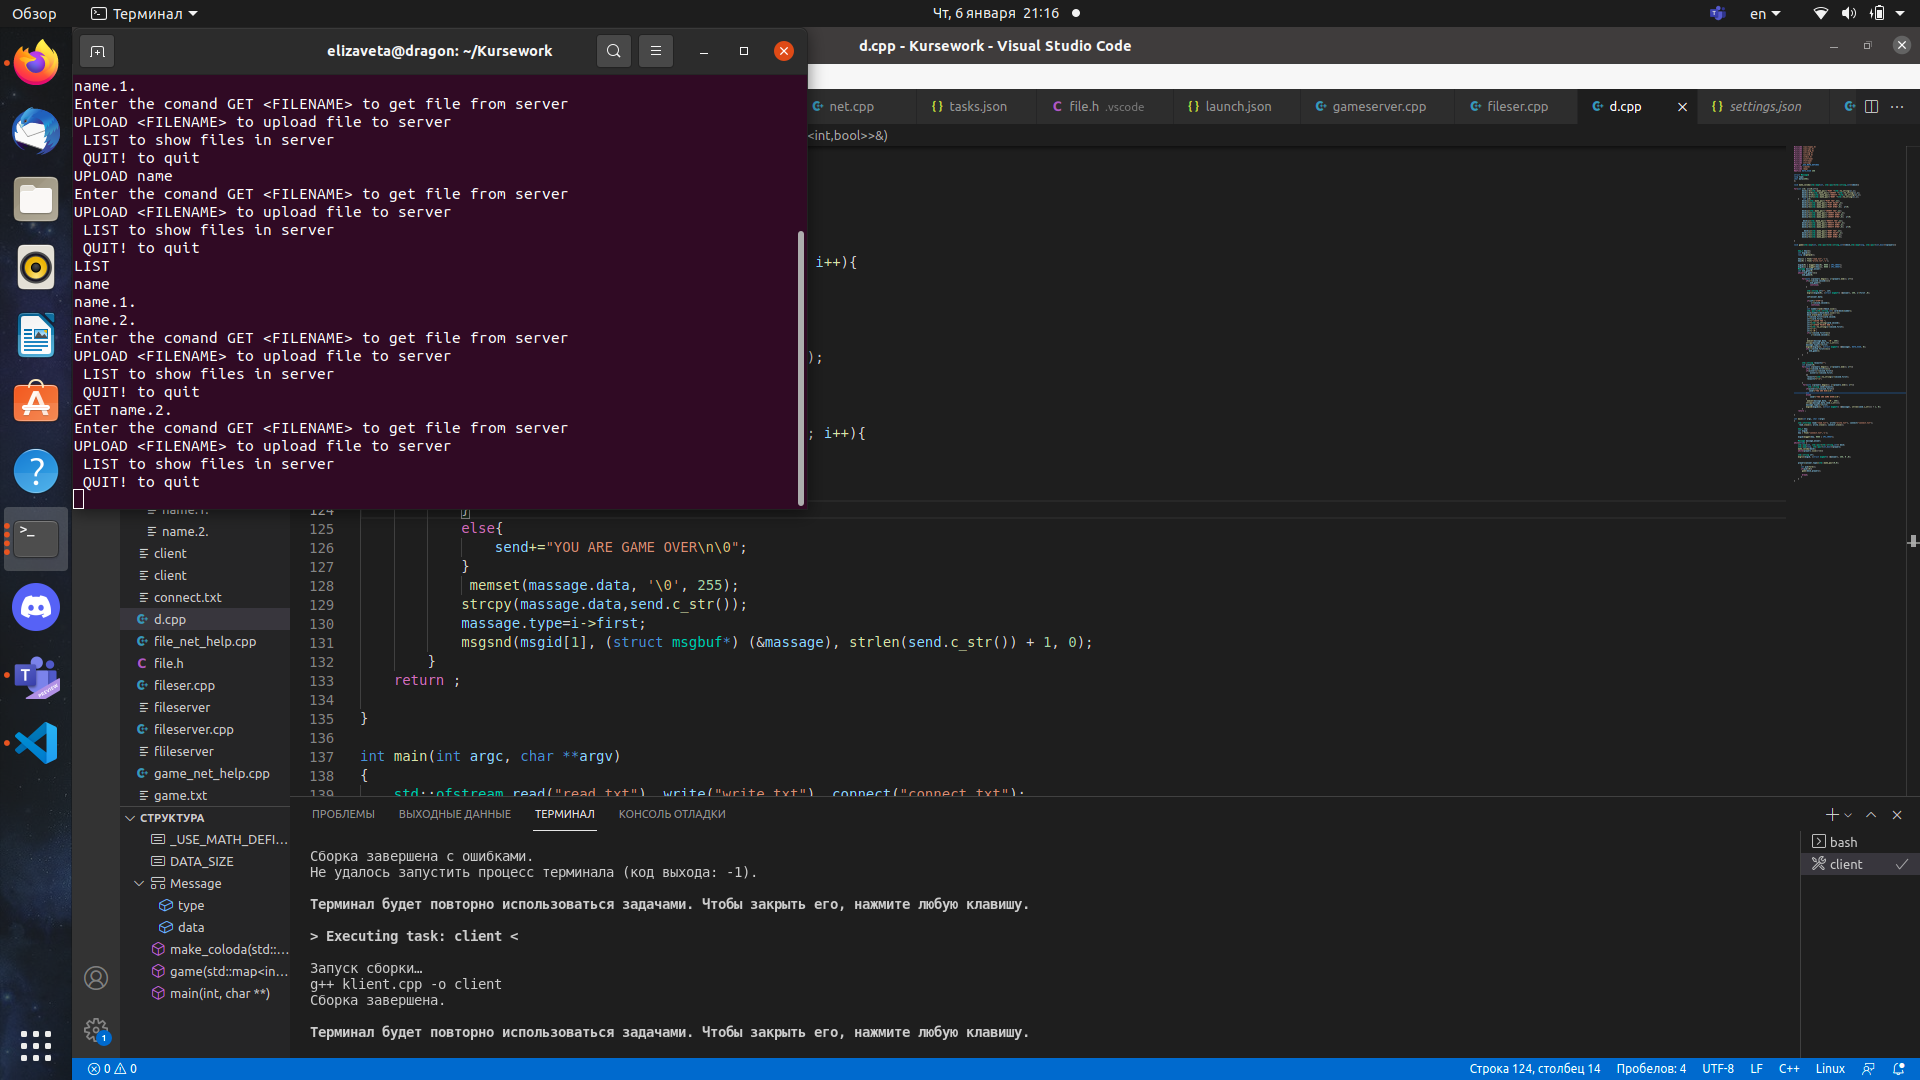 Обзор
Терминал
Чт, 6 января 21:16
en
elizaveta@dragon: ~/Kursework
d.cpp - Kursework - Visual Studio Code
name.1.
Enter the comand GET <FILENAME> to get file from server
UPLOAD <FILENAME> to upload file to server
LIST to show files in server
QUIT! to quit
UPLOAD name
Enter the comand GET <FILENAME> to get file from server
UPLOAD <FILENAME> to upload file to server
LIST to show files in server
QUIT! to quit
LIST
name
name.1.
name.2.
Enter the comand GET <FILENAME> to get file from server
UPLOAD <FILENAME> to upload file to server
LIST to show files in server
QUIT! to quit
GET name.2.
Enter the comand GET <FILENAME> to get file from server
UPLOAD <FILENAME> to upload file to server
LIST to show files in server
QUIT! to quit
net.cpp
tasks.json
file.h .vscode
launch.json
gameserver.cpp
fileser.cpp
d.cpp
settings.json
<int,bool>>&)
i++){
);
; i++){
124 }
125 else{
126 send+="YOU ARE GAME OVER\n\0";
127 }
128 memset(massage.data, '\0', 255);
129 strcpy(massage.data,send.c_str());
130 massage.type=i->first;
131 msgsnd(msgid[1], (struct msgbuf*) (&massage), strlen(send.c_str()) + 1, 0);
132 }
133 return ;
134
135 }
136
137 int main(int argc, char **argv)
138 {
139 std::ofstream read("read.txt"), write("write.txt"), connect("connect.txt");
name.1.
name.2.
client
client
connect.txt
d.cpp
file_net_help.cpp
file.h
fileser.cpp
fileserver
fileserver.cpp
flileserver
game_net_help.cpp
game.txt
СТРУКТУРА
_USE_MATH_DEFI...
DATA_SIZE
Message
type
data
make_coloda(std::...
game(std::map<in...
main(int, char **)
ПРОБЛЕМЫ
ВЫХОДНЫЕ ДАННЫЕ
ТЕРМИНАЛ
КОНСОЛЬ ОТЛАДКИ
Сборка завершена с ошибками.
Не удалось запустить процесс терминала (код выхода: -1).
Терминал будет повторно использоваться задачами. Чтобы закрыть его, нажмите любую клавишу.
> Executing task: client <
Запуск сборки…
g++ klient.cpp -o client
Сборка завершена.
Терминал будет повторно использоваться задачами. Чтобы закрыть его, нажмите любую клавишу.
bash
client
1
0 0
Строка 124, столбец 14
Пробелов: 4
UTF-8
LF
C++
Linux